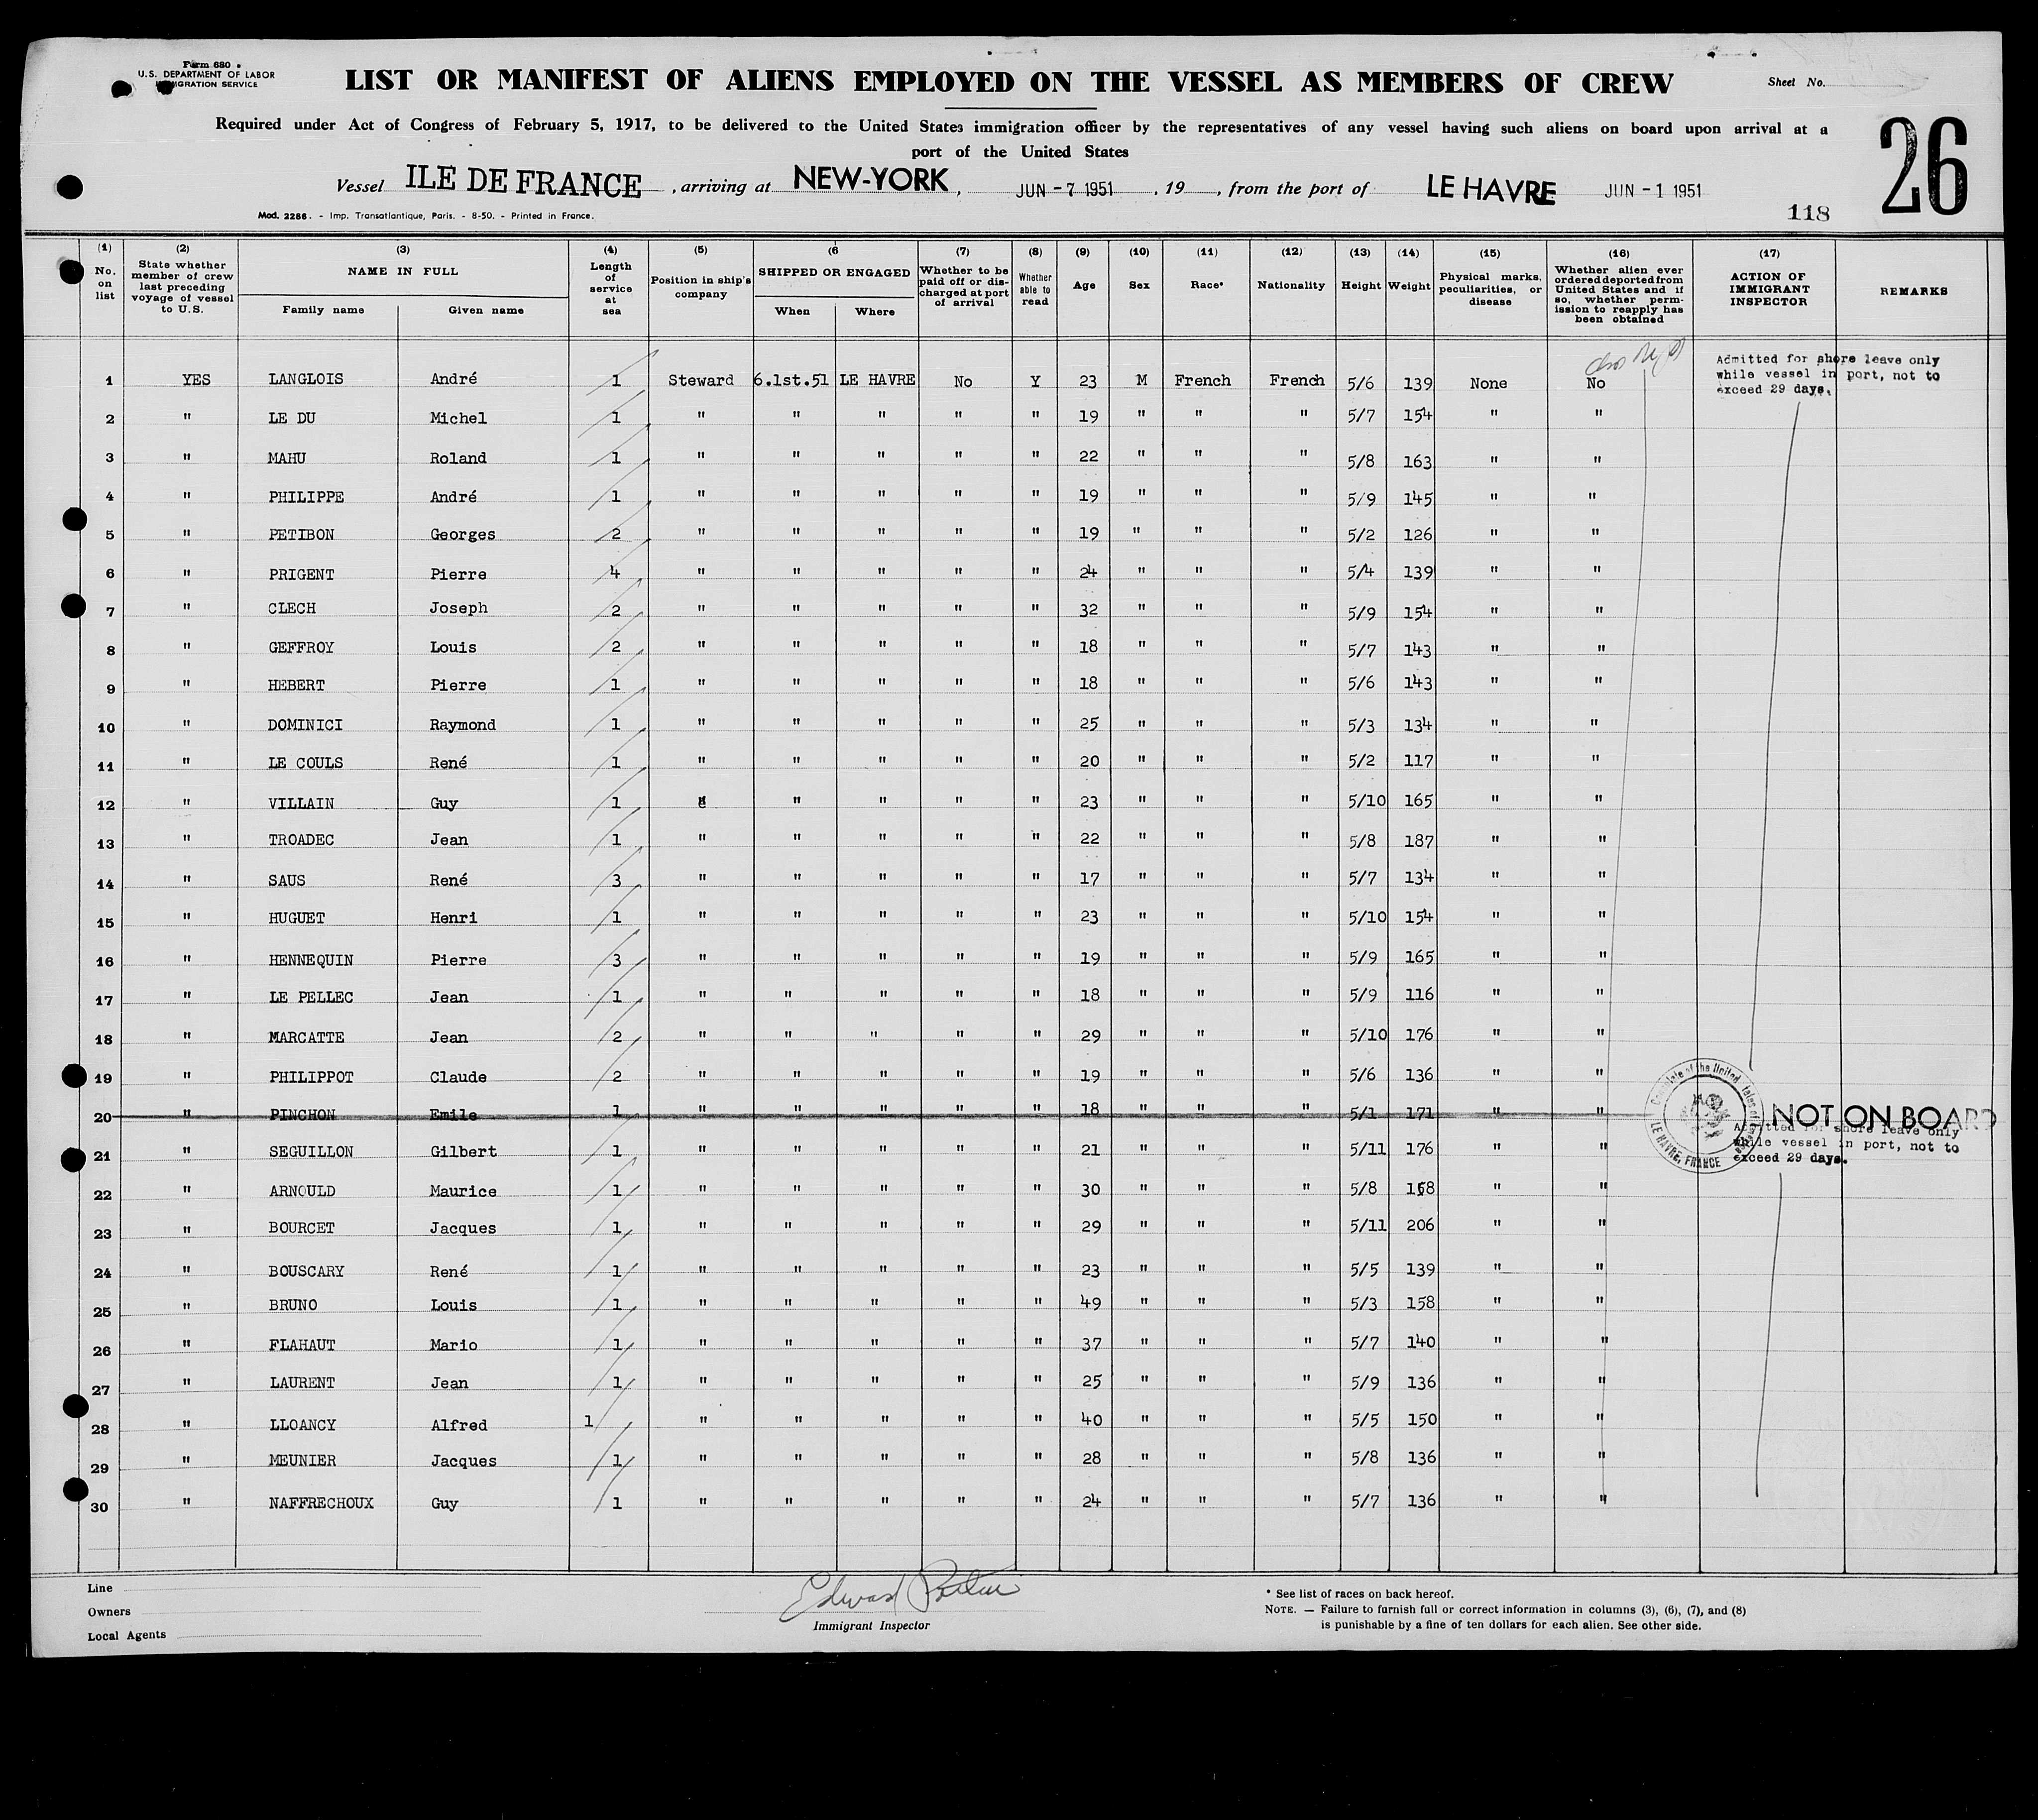 Form 680
U.S. DEPARTMENT OF LABOR
IMMIGRATION SERVICE
LIST OR MANIFEST OF ALIENS EMPLOYED ON THE VESSEL AS MEMBERS OF CREW
Sheet No.
Required under Act of Congress of February 5, 1917, to be delivered to the United States immigration officer by the representatives of any vessel having such aliens on board upon arrival at a
port of the United States
26
Vessel ILE DE FRANCE, arriving at NEW-YORK, JUN - 7 1951, 19 , from the port of LE HAVRE JUN - 1 1951
Mod. 2286. - Imp. Transatlantique, Paris. - 8-50. - Printed in France.
118
(1) No. on list
(2) State whether member of crew last preceding voyage of vessel to U.S.
(3) NAME IN FULL Family name Given name
(4) Length of service at sea
(5) Position in ship's company
(6 SHIPPED OR ENGAGED When Where
(7) Whether to be paid off or discharged at port of arrival
(8) Whether able to read
(9) Age
(10) Sex
(11) Race*
(12) Nationality
(13) Height
(14) Weight
(15) Physical marks, peculiarities, or disease
(16) Whether alien ever ordered deported from United States and if so, whether permission to reapply has been obtained
(17) ACTION OF IMMIGRANT INSPECTOR
REMARKS
1 YES LANGLOIS André 1 Steward 6.1st.51 LE HAVRE No Y 23 M French French 5/6 139 None No
Admitted for shore leave only
while vessel in port, not to
exceed 29 days.
2 " LE DU Michel 1 " " " " " 19 " " " 5/7 154 " "
3 " MAHU Roland 1 " " " " " 22 " " " 5/8 163 " "
4 " PHILIPPE André 1 " " " " " 19 " " " 5/9 145 " "
5 " PETIBON Georges 2 " " " " " 19 " " " 5/2 126 " "
6 " PRIGENT Pierre 4 " " " " " 24 " " " 5/4 139 " "
7 " CLECH Joseph 2 " " " " " 32 " " " 5/9 154 " "
8 " GEFFROY Louis 2 " " " " " 18 " " " 5/7 143 " "
9 " HEBERT Pierre 1 " " " " " 18 " " " 5/6 143 " "
10 " DOMINICI Raymond 1 " " " " " 25 " " " 5/3 134 " "
11 " LE COULS René 1 " " " " " 20 " " " 5/2 117 " "
12 " VILLAIN Guy 1 " " " " 23 " " " 5/10 165 " "
13 " TROADEC Jean 1 " " " " " 22 " " " 5/8 187 " "
14 " SAUS René 3 " " " " " 17 " " " 5/7 134 " "
15 " HUGUET Henri 1 " " " " " 23 " " " 5/10 154 " "
16 " HENNEQUIN Pierre 3 " " " " " 19 " " " 5/9 165 " "
17 " LE PELLEC Jean 1 " " " " " 18 " " " 5/9 116 " "
18 " MARCATTE Jean 2 " " " " " 29 " " " 5/10 176 " "
19 " PHILIPPOT Claude 2 " " " " " 19 " " " 5/6 136 " "
20 " PINCHON Emile 1 " " " " " 18 " " " 5/1 171 " " NOT ON BOARD
Consulate of the United States of LE HAVRE, FRANCE
Admitted for shore leave only
while vessel in port, not to
exceed 29 days.
21 " SEGUILLON Gilbert 1 " " " " " 21 " " " 5/11 176 " "
22 " ARNOULD Maurice 1 " " " " " 30 " " " 5/8 158 " "
23 " BOURCET Jacques 1 " " " " " 29 " " " 5/11 206 " "
24 " BOUSCARY René 1 " " " " " 23 " " " 5/5 139 " "
25 " BRUNO Louis 1 " " " " " 49 " " " 5/3 158 " "
26 " FLAHAUT Mario 1 " " " " " 37 " " " 5/7 140 " "
27 " LAURENT Jean 1 " " " " " 25 " " " 5/9 136 " "
28 " LLOANCY Alfred 1 " " " " " 40 " " " 5/5 150 " "
29 " MEUNIER Jacques 1 " " " " " 28 " " " 5/8 136 " "
30 " NAFFRECHOUX Guy 1 " " " " " 24 " " " 5/7 136 " "
Line
Owners
Local Agents
Edward
Immigrant Inspector
* See list of races on back hereof.
NOTE. — Failure to furnish full or correct information in columns (3), (6), (7), and (8)
is punishable by a fine of ten dollars for each alien. See other side.